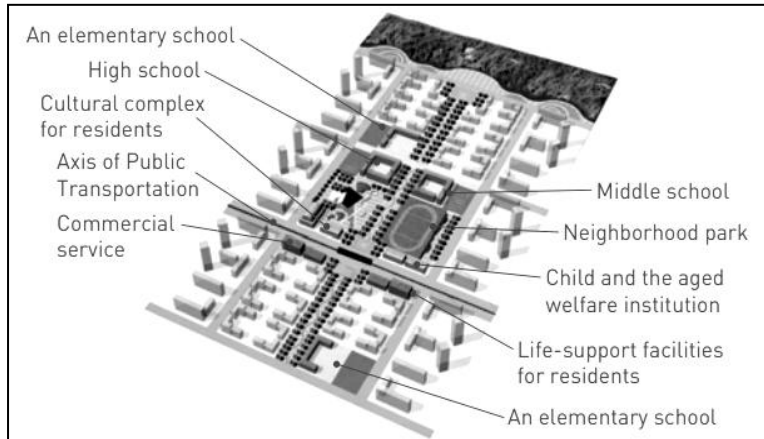 An elementary school
High school
Cultural complex
for residents
Axis of Public
Transportation
Commercial
service
Middle school
Neighborhood park
Child and the aged
welfare institution
Life-support facilities
for residents
An elementary school